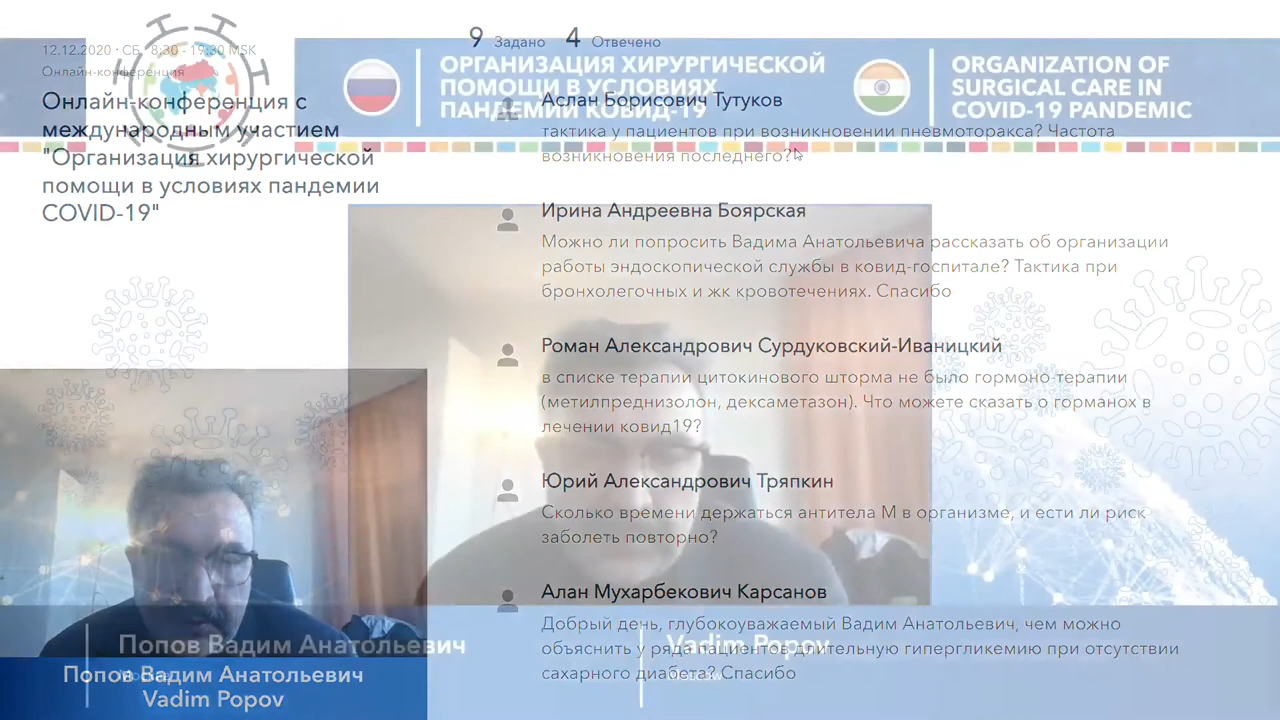 12.12.2020 · СБ, 8:30 - 19:30 MSK
Онлайн-конференция
Онлайн-конференция с
международным участием
"Организация хирургической
помощи в условиях пандемии
COVID-19"
9 Задано 4 Отвечено
ОРГАНИЗАЦИЯ ХИРУРГИЧЕСКОЙ
ПОМОЩИ В УСЛОВИЯХ
ПАНДЕМИИ КОВИД-19
ORGANIZATION OF
SURGICAL CARE IN
COVID-19 PANDEMIC
Аслан Борисович Тутуков
тактика у пациентов при возникновении пневмоторакса? Частота
возникновения последнего?
Ирина Андреевна Боярская
Можно ли попросить Вадима Анатольевича рассказать об организации
работы эндоскопической службы в ковид-госпитале? Тактика при
бронхолегочных и жк кровотечениях. Спасибо
Роман Александрович Сурдуковский-Иваницкий
в списке терапии цитокинового шторма не было гормоно-терапии
(метилпреднизолон, дексаметазон). Что можете сказать о горманох в
лечении ковид19?
Юрий Александрович Тряпкин
Сколько времени держаться антитела М в организме, и ести ли риск
заболеть повторно?
Алан Мухарбекович Карсанов
Добрый дечь, глубокоуважаемый Вадим Анатольевич, чем можно
объяснить у ряда пациентов длительную гипергликемию при отсутствии
сахарного диабета? Спасибо
Попов Вадим Анатольевич
Vadim Popov
Попов Вадим Анатольевич
Vadim Popov